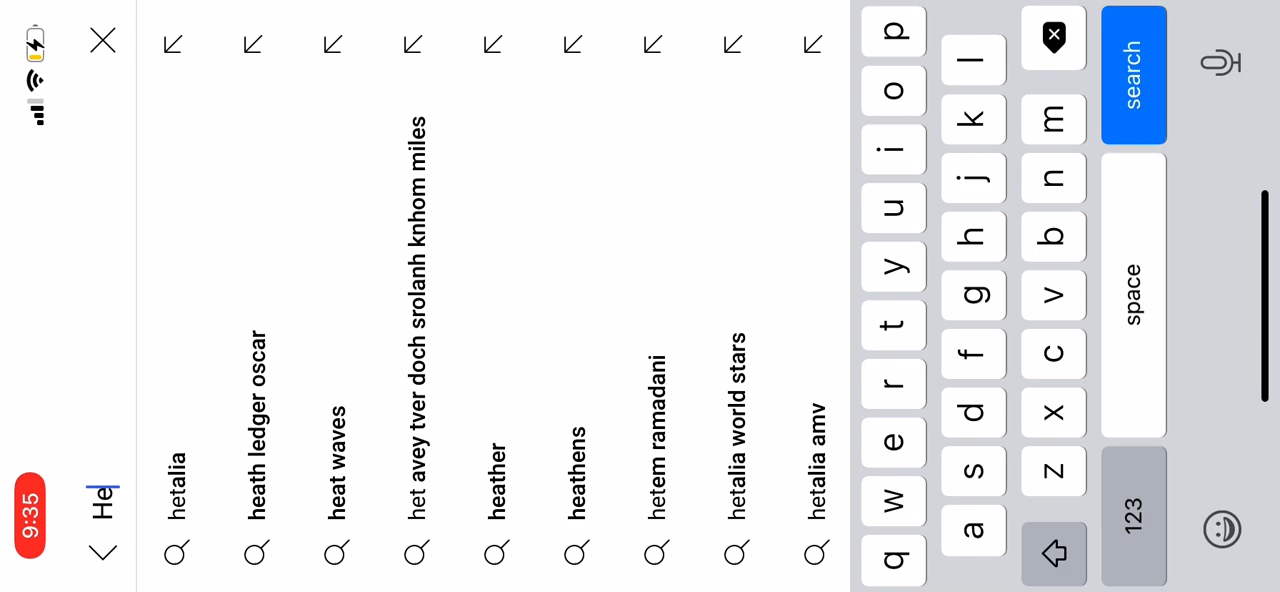 9:35
He
hetalia
heath ledger oscar
heat waves
het avey tver doch srolanh knhom miles
heather
heathens
hetem ramadani
hetalia world stars
hetalia amv
q w e r t y u i o p
a s d f g h j k l
z x c v b n m
123 space search